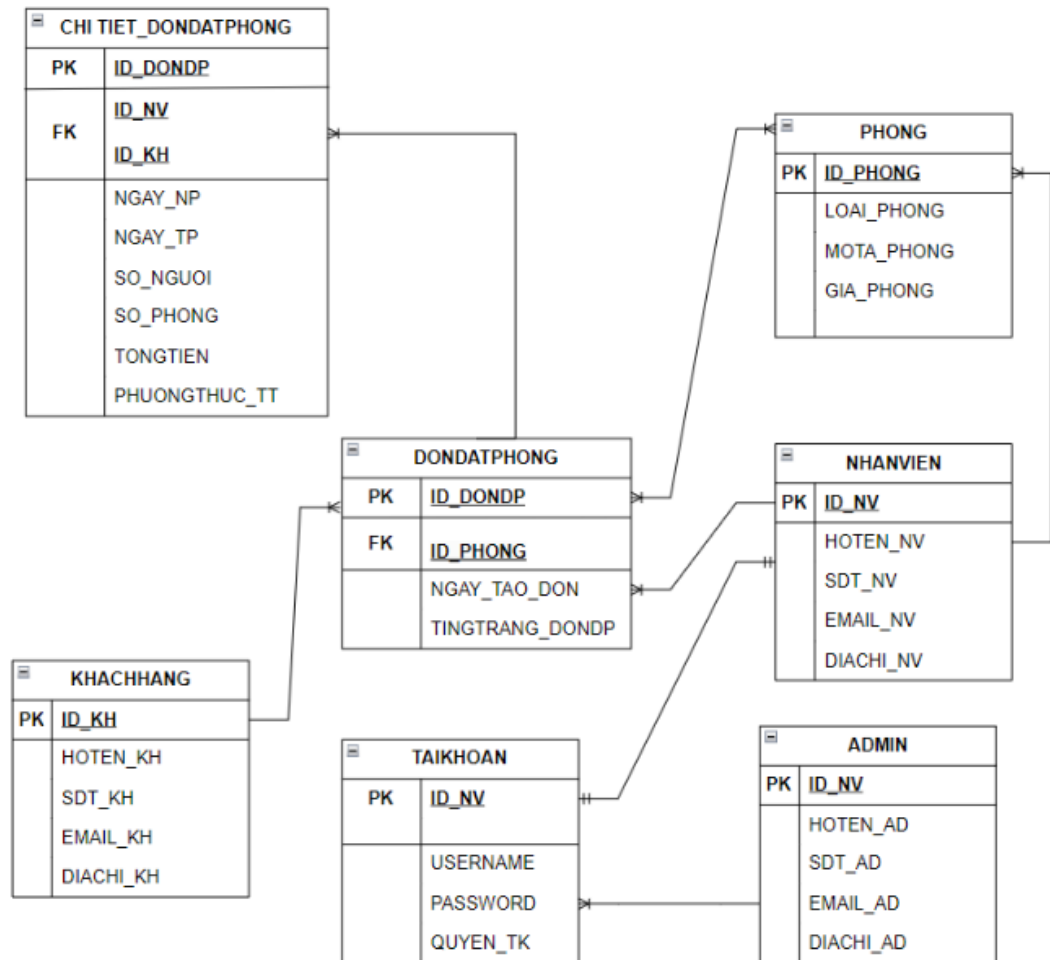 CHI TIET_DONDATPHONG
PK ID_DONDP
FK ID_NV
ID_KH
NGAY_NP
NGAY_TP
SO_NGUOI
SO_PHONG
TONGTIEN
PHUONGTHUC_TT
PHONG
PK ID_PHONG
LOAI_PHONG
MOTA_PHONG
GIA_PHONG
DONDATPHONG
PK ID_DONDP
FK ID_PHONG
NGAY_TAO_DON
TINGTRANG_DONDP
NHANVIEN
PK ID_NV
HOTEN_NV
SDT_NV
EMAIL_NV
DIACHI_NV
KHACHHANG
PK ID_KH
HOTEN_KH
SDT_KH
EMAIL_KH
DIACHI_KH
TAIKHOAN
PK ID_NV
USERNAME
PASSWORD
QUYEN_TK
ADMIN
PK ID_NV
HOTEN_AD
SDT_AD
EMAIL_AD
DIACHI_AD